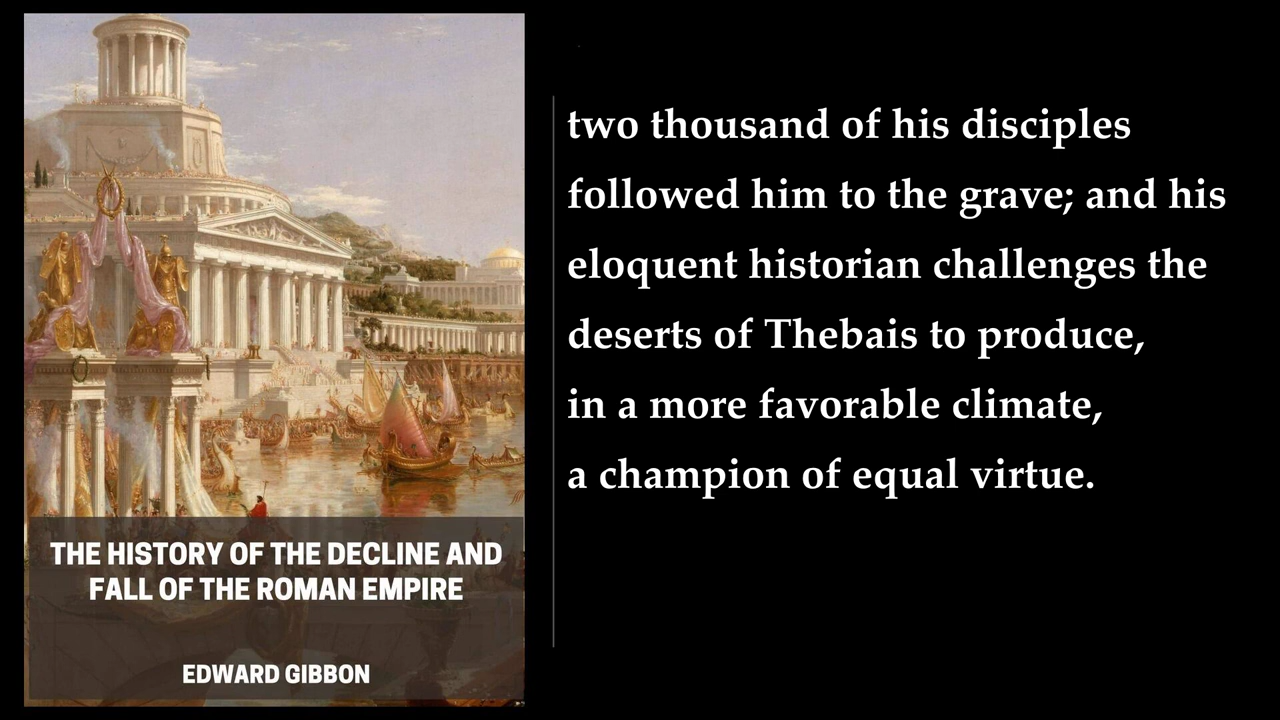 THE HISTORY OF THE DECLINE AND
FALL OF THE ROMAN EMPIRE
EDWARD GIBBON
two thousand of his disciples
followed him to the grave; and his
eloquent historian challenges the
deserts of Thebais to produce,
in a more favorable climate,
a champion of equal virtue.